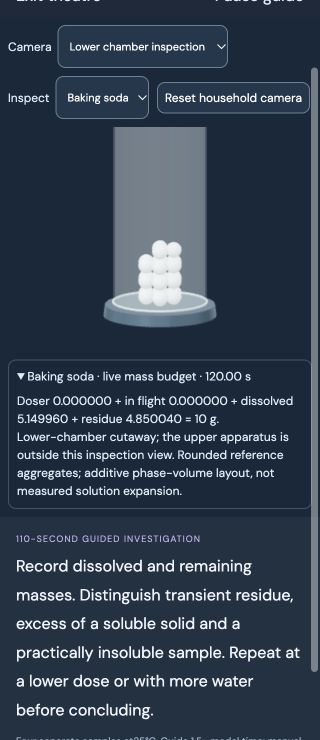 Camera
Lower chamber inspection
Inspect
Baking soda
Reset household camera
▼ Baking soda · live mass budget · 120.00 s
Doser 0.000000 + in flight 0.000000 + dissolved
5.149960 + residue 4.850040 = 10 g.
Lower-chamber cutaway; the upper apparatus is
outside this inspection view. Rounded reference
aggregates; additive phase-volume layout, not
measured solution expansion.
110-SECOND GUIDED INVESTIGATION
Record dissolved and remaining
masses. Distinguish transient residue,
excess of a soluble solid and a
practically insoluble sample. Repeat at
a lower dose or with more water
before concluding.